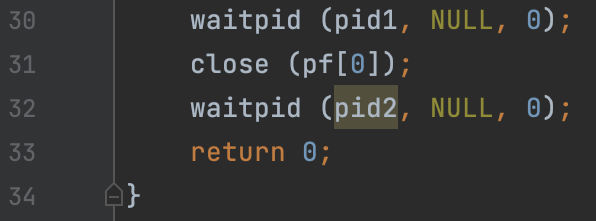 30 waitpid (pid1, NULL, 0);
31 close (pf[0]);
32 waitpid (pid2, NULL, 0);
33 return 0;
34 }